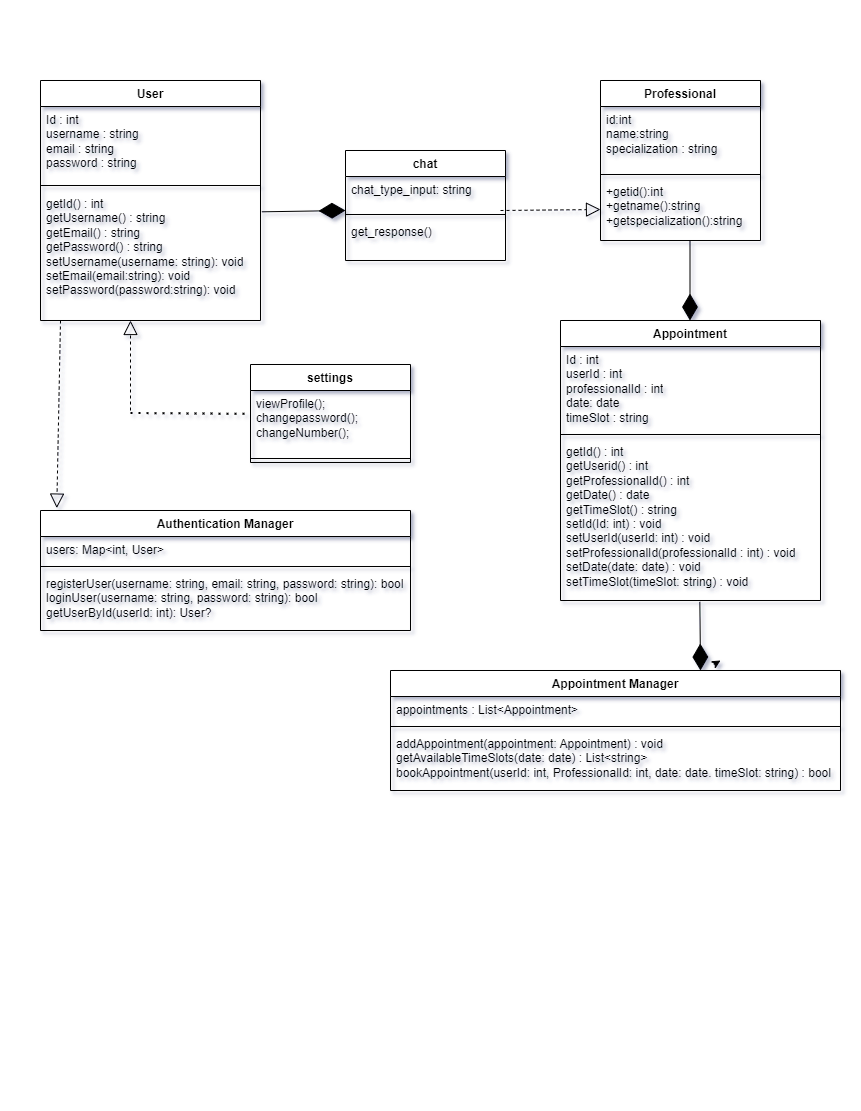 User
Id : int
username : string
email : string
password : string
getId() : int
getUsername() : string
getEmail() : string
getPassword() : string
setUsername(username: string): void
setEmail(email:string): void
setPassword(password:string): void
chat
chat_type_input: string
get_response()
Professional
id:int
name:string
specialization : string
+getid():int
+getname():string
+getspecialization():string
settings
viewProfile();
changepassword();
changeNumber();
Appointment
Id : int
userId : int
professionalId : int
date: date
timeSlot : string
getId() : int
getUserid() : int
getProfessionalId() : int
getDate() : date
getTimeSlot() : string
setId(Id: int) : void
setUserId(userId: int) : void
setProfessionalId(professionalId : int) : void
setDate(date: date) : void
setTimeSlot(timeSlot: string) : void
Authentication Manager
users: Map<int, User>
registerUser(username: string, email: string, password: string): bool
loginUser(username: string, password: string): bool
getUserById(userId: int): User?
Appointment Manager
appointments : List<Appointment>
addAppointment(appointment: Appointment) : void
getAvailableTimeSlots(date: date) : List<string>
bookAppointment(userId: int, ProfessionalId: int, date: date. timeSlot: string) : bool